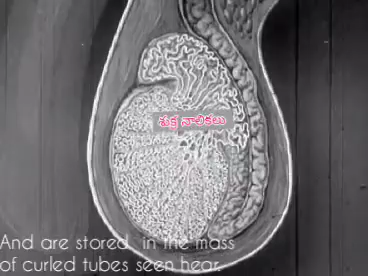 శుక్ర నాళికలు
And are stored in the mass
of curled tubes seen hear.